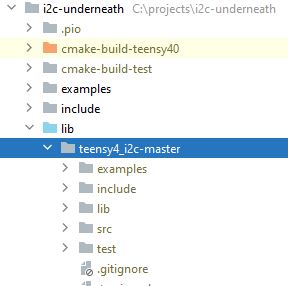 i2c-underneath C:\projects\i2c-underneath
.pio
cmake-build-teensy40
cmake-build-test
examples
include
lib
teensy4_i2c-master
examples
include
lib
src
test
.gitignore